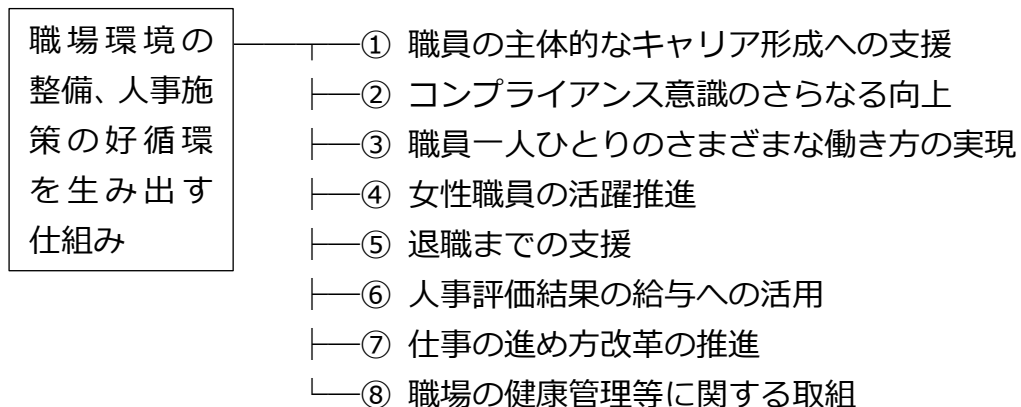 職場環境の
整備、人事施
策の好循環
を生み出す
仕組み
① 職員の主体的なキャリア形成への支援
② コンプライアンス意識のさらなる向上
③ 職員一人ひとりのさまざまな働き方の実現
④ 女性職員の活躍推進
⑤ 退職までの支援
⑥ 人事評価結果の給与への活用
⑦ 仕事の進め方改革の推進
⑧ 職場の健康管理等に関する取組